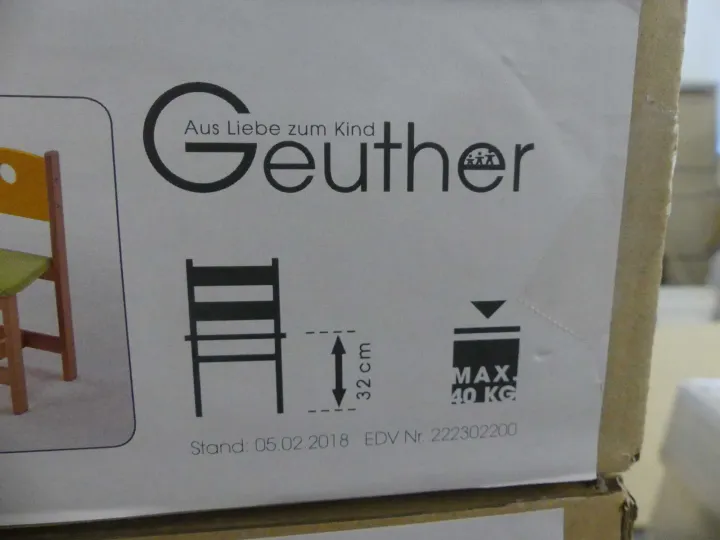 Aus Liebe zum Kind
Geuther
32 cm
MAX.
40 KG
Stand: 05.02 2018 EDV Nr. 222302200